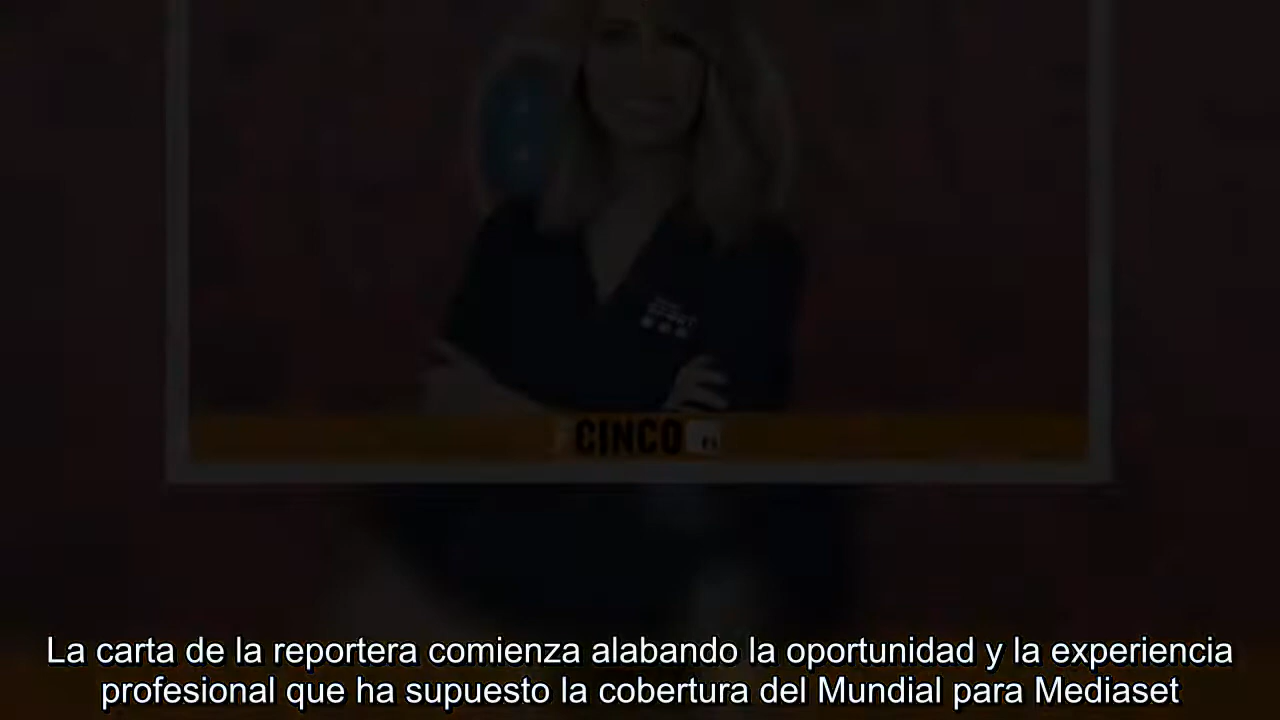 CINCO
La carta de la reportera comienza alabando la oportunidad y la experiencia
profesional que ha supuesto la cobertura del Mundial para Mediaset